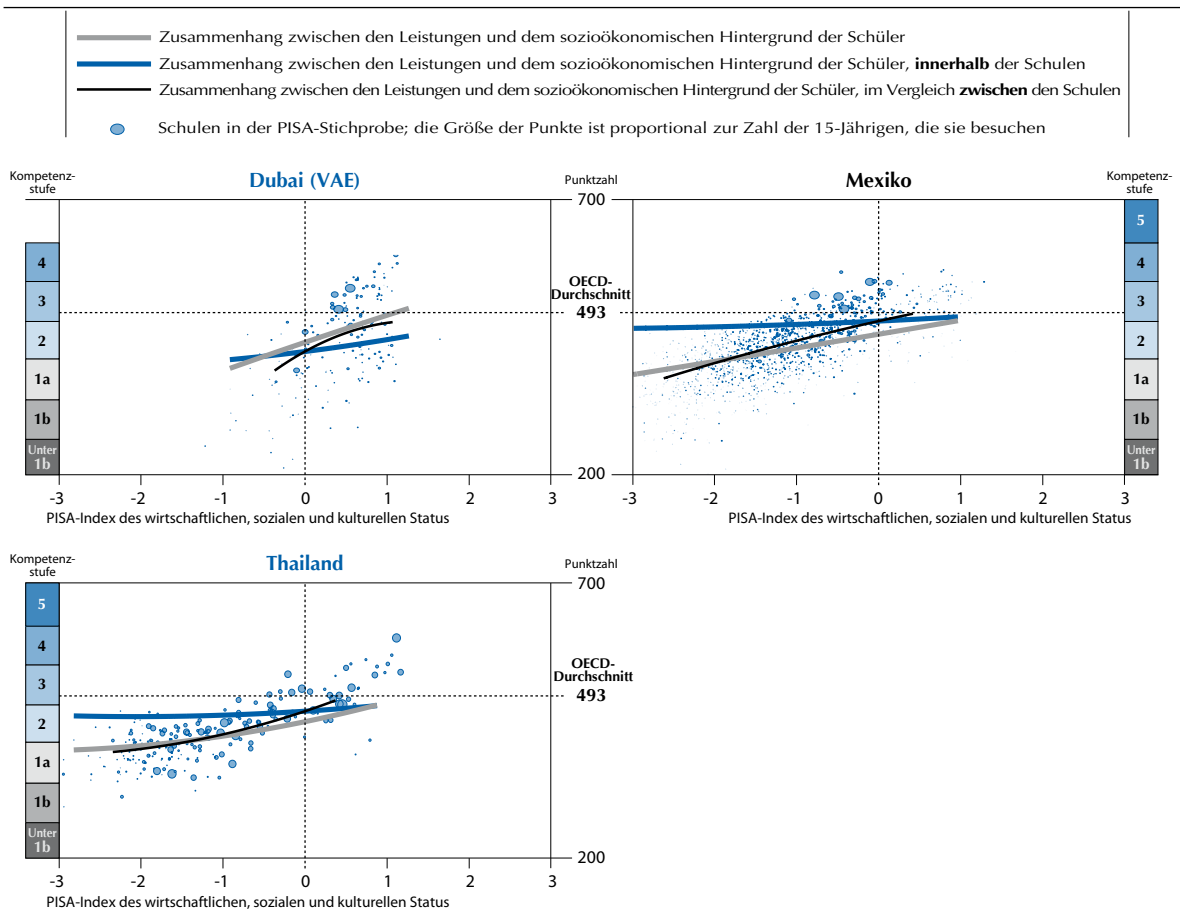 Zusammenhang zwischen den Leistungen und dem sozioökonomischen Hintergrund der Schüler
Zusammenhang zwischen den Leistungen und dem sozioökonomischen Hintergrund der Schüler, innerhalb der Schulen
Zusammenhang zwischen den Leistungen und dem sozioökonomischen Hintergrund der Schüler, im Vergleich zwischen den Schulen
Schulen in der PISA-Stichprobe; die Größe der Punkte ist proportional zur Zahl der 15-Jährigen, die sie besuchen
Kompetenz-
stufe
Dubai (VAE)
Punktzahl
Mexiko
Kompetenz-
stufe
700
5
4
4
OECD-
Durchschnitt
3
3
493
2
2
1a
1a
1b
1b
Unter
1b
Unter
1b
200
-3 -2 -1 0 1 2 3
-3 -2 -1 0 1 2 3
PISA-Index des wirtschaftlichen, sozialen und kulturellen Status
PISA-Index des wirtschaftlichen, sozialen und kulturellen Status
Kompetenz-
stufe
Thailand
Punktzahl
700
5
4
OECD-
Durchschnitt
3
493
2
1a
1b
Unter
1b
200
-3 -2 -1 0 1 2 3
PISA-Index des wirtschaftlichen, sozialen und kulturellen Status